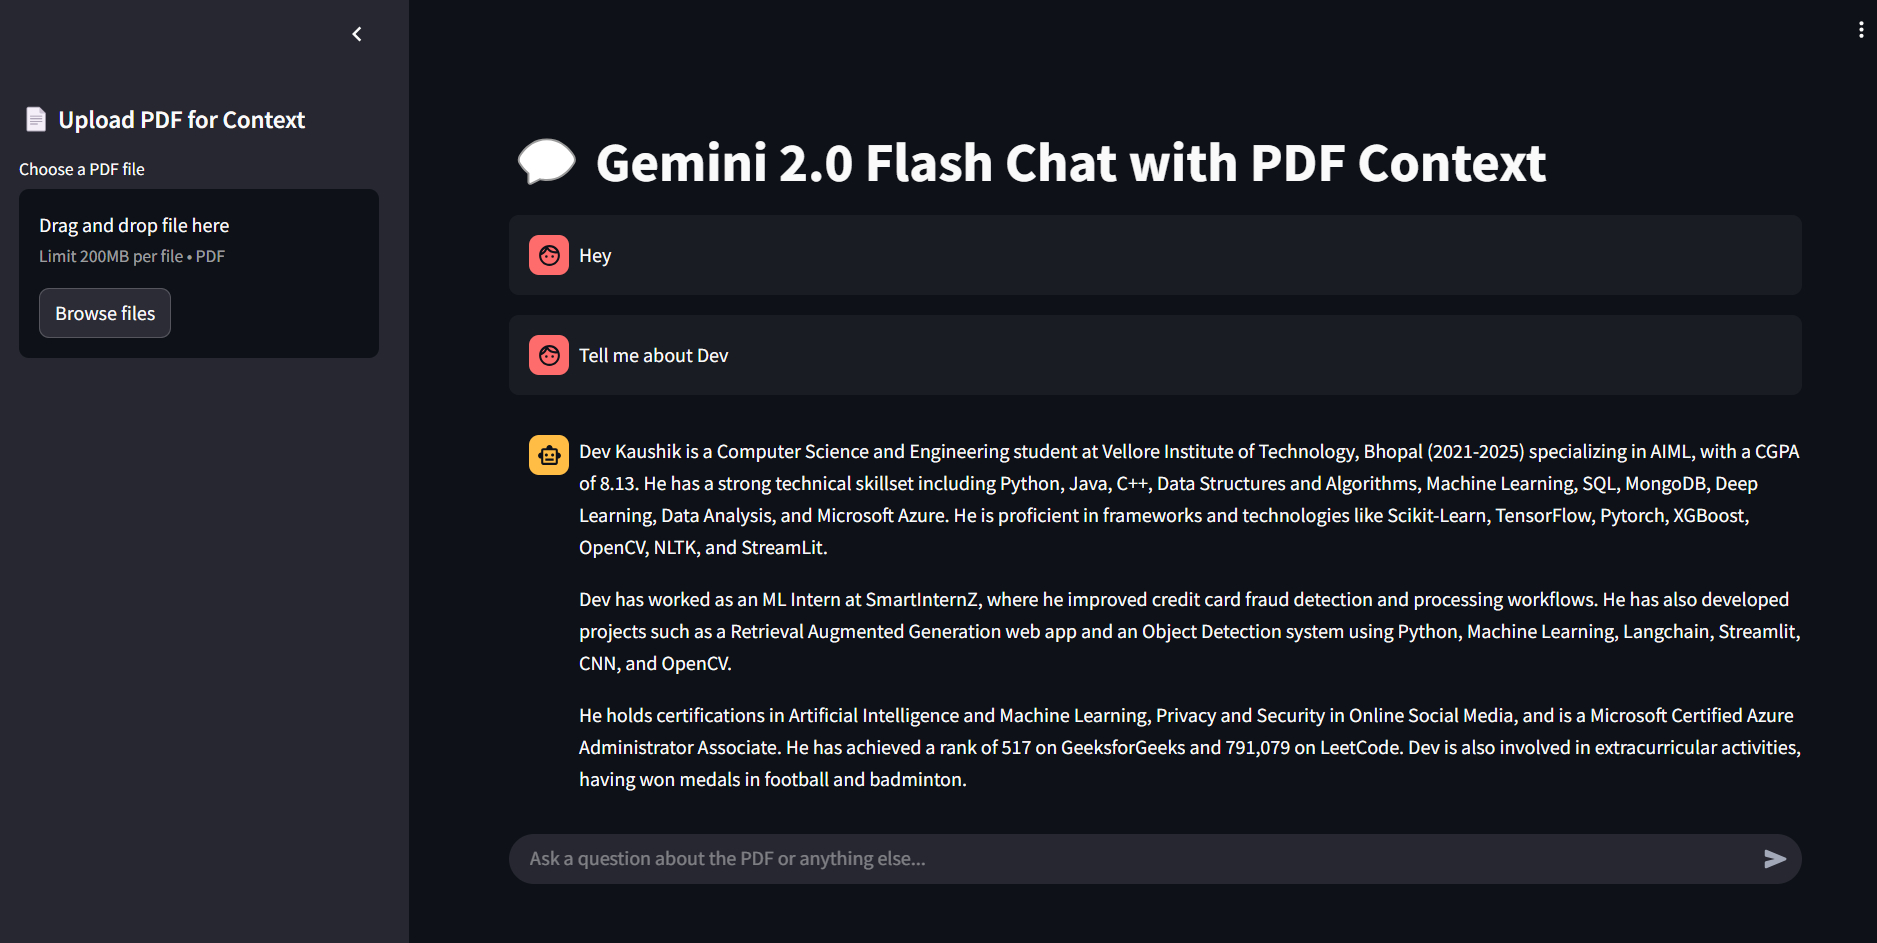 Upload PDF for Context
Choose a PDF file
Drag and drop file here
Limit 200MB per file • PDF
Browse files
Gemini 2.0 Flash Chat with PDF Context
Hey
Tell me about Dev
Dev Kaushik is a Computer Science and Engineering student at Vellore Institute of Technology, Bhopal (2021-2025) specializing in AIML, with a CGPA
of 8.13. He has a strong technical skillset including Python, Java, C++, Data Structures and Algorithms, Machine Learning, SQL, MongoDB, Deep
Learning, Data Analysis, and Microsoft Azure. He is proficient in frameworks and technologies like Scikit-Learn, TensorFlow, Pytorch, XGBoost,
OpenCV, NLTK, and StreamLit.
Dev has worked as an ML Intern at SmartInternZ, where he improved credit card fraud detection and processing workflows. He has also developed
projects such as a Retrieval Augmented Generation web app and an Object Detection system using Python, Machine Learning, Langchain, Streamlit,
CNN, and OpenCV.
He holds certifications in Artificial Intelligence and Machine Learning, Privacy and Security in Online Social Media, and is a Microsoft Certified Azure
Administrator Associate. He has achieved a rank of 517 on GeeksforGeeks and 791,079 on LeetCode. Dev is also involved in extracurricular activities,
having won medals in football and badminton.
Ask a question about the PDF or anything else...